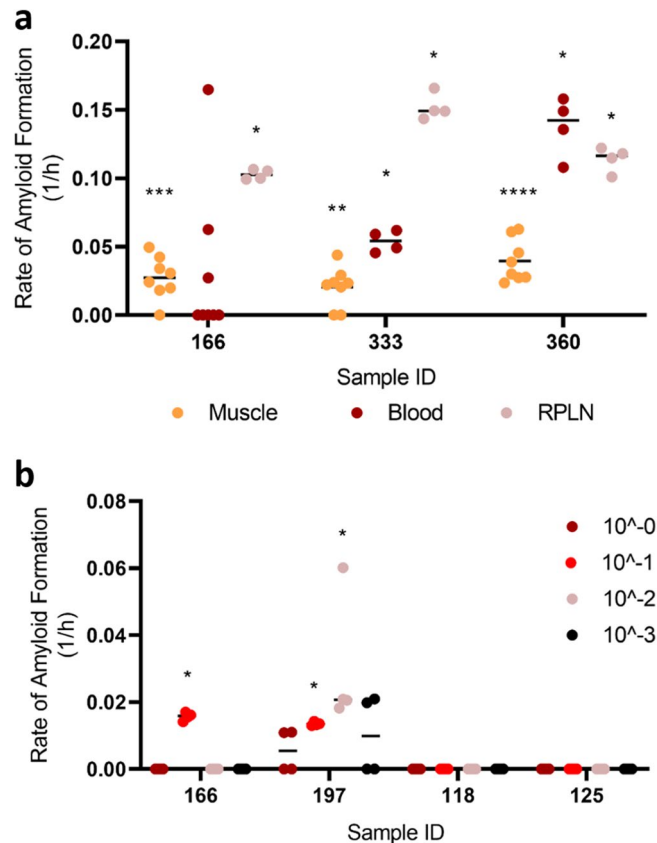 a
Rate of Amyloid Formation
(1/h)
0.20
0.15
0.10
0.05
0.00
***
*
**
*
*
****
*
*
166 333 360
Sample ID
Muscle Blood RPLN
b
Rate of Amyloid Formation
(1/h)
0.08
0.06
0.04
0.02
0.00
*
*
*
10^-0
10^-1
10^-2
10^-3
166 197 118 125
Sample ID